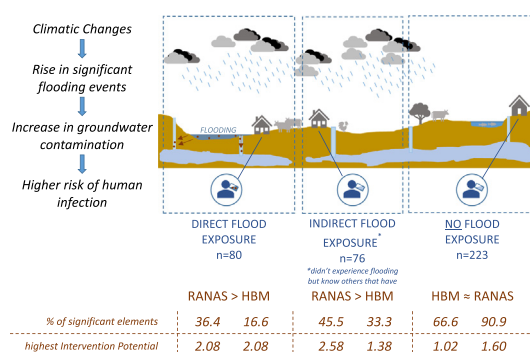 Climatic Changes
Rise in significant
flooding events
Increase in groundwater
contamination
Higher risk of human
infection
FLOODING
DIRECT FLOOD
EXPOSURE
n=80
INDIRECT FLOOD
EXPOSURE*
n=76
*didn't experience flooding
but know others that have
NO FLOOD
EXPOSURE
n=223
RANAS > HBM RANAS > HBM HBM ≈ RANAS
% of significant elements 36.4 16.6 45.5 33.3 66.6 90.9
highest Intervention Potential 2.08 2.08 2.58 1.38 1.02 1.60